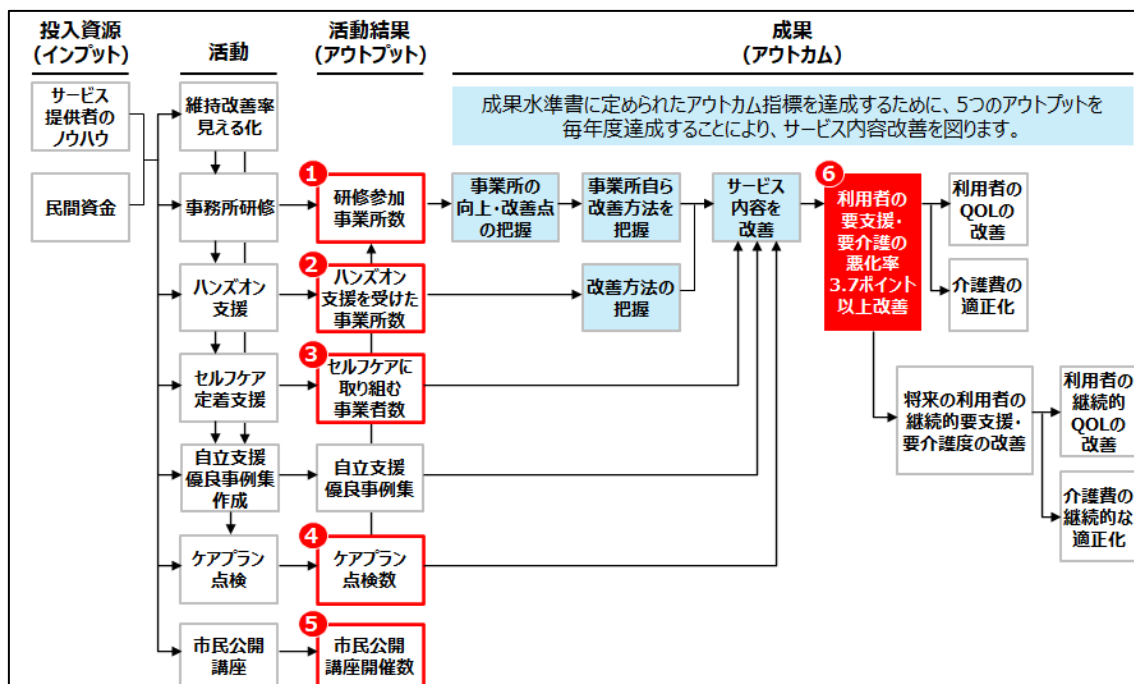 投入資源
（インプット）
活動
活動結果
（アウトプット）
成果
（アウトカム）
サービス
提供者の
ノウハウ
民間資金
維持改善率
見える化
事務所研修
ハンズオン
支援
セルフケア
定着支援
自立支援
優良事例集
作成
ケアプラン
点検
市民公開
講座
1
研修参加
事業所数
2
ハンズオン
支援を受けた
事業所数
3
セルフケアに
取り組む
事業者数
自立支援
優良事例集
4
ケアプラン
点検数
5
市民公開
講座開催数
成果水準書に定められたアウトカム指標を達成するために、5つのアウトプットを
毎年度達成することにより、サービス内容改善を図ります。
事業所の
向上・改善点
の把握
事業所自ら
改善方法を
把握
改善方法の
把握
サービス
内容を
改善
6
利用者の
要支援・
要介護の
悪化率
3.7ポイント
以上改善
利用者の
QOLの
改善
介護費の
適正化
将来の利用者の
継続的要支援・
要介護度の改善
利用者の
継続的
QOLの
改善
介護費の
継続的な
適正化